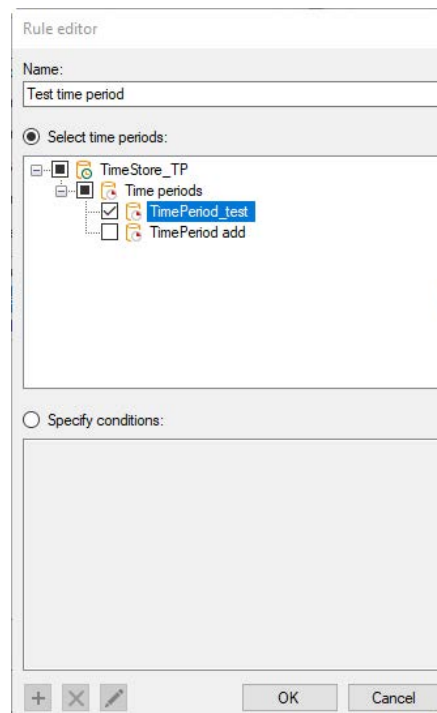 Rule editor
Name:
Test time period
Select time periods:
TimeStore_TP
Time periods
TimePeriod_test
TimePeriod add
Specify conditions:
OK Cancel